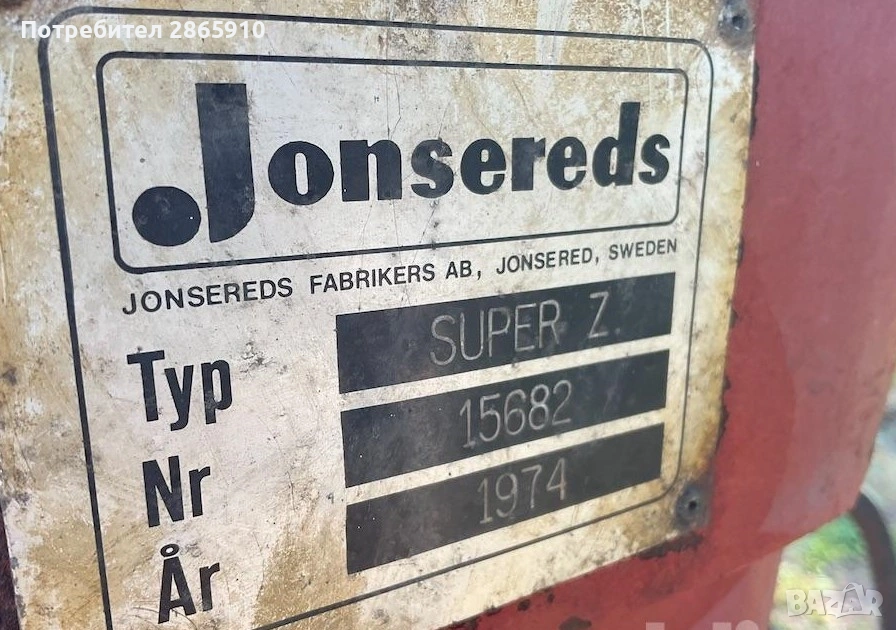 Потребител 2865910
Jonsereds
JONSEREDS FABRIKERS AB, JONSERED, SWEDEN
Typ SUPER Z.
Nr 15682
År 1974
BAZAR